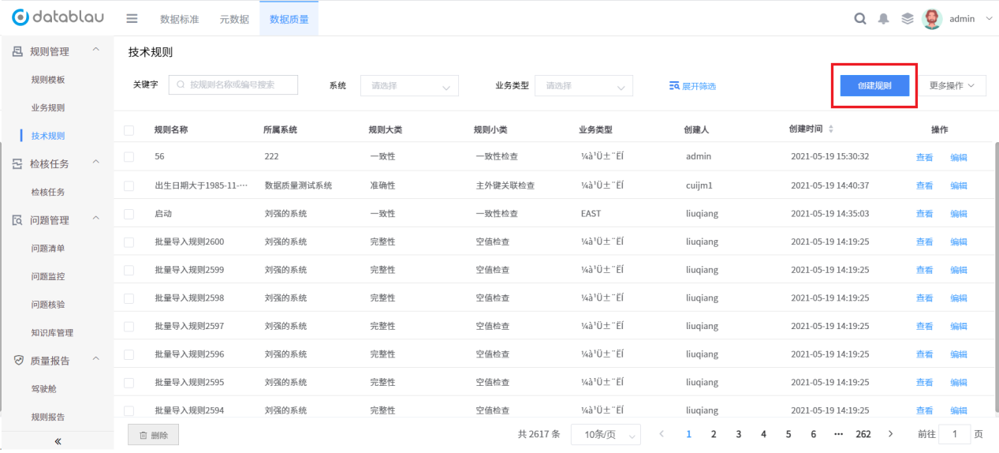 datablau 数据标准 元数据 数据质量 admin
规则管理
规则模板
业务规则
技术规则
检核任务
检核任务
问题管理
问题清单
问题监控
问题核验
知识库管理
质量报告
驾驶舱
规则报告
技术规则
关键字 按规则名称或编号搜索 系统 请选择 业务类型 请选择 展开筛选 创建规则 更多操作
规则名称 所属系统 规则大类 规则小类 业务类型 创建人 创建时间 操作
56 222 一致性 一致性检查 ¼à¹Ü±¨ËÍ admin 2021-05-19 15:30:32 查看 编辑
出生日期大于1985-11-··· 数据质量测试系统 准确性 主外键关联检查 ¼à¹Ü±¨ËÍ cuijm1 2021-05-19 14:40:37 查看 编辑
启动 刘强的系统 一致性 一致性检查 EAST liuqiang 2021-05-19 14:35:03 查看 编辑
批量导入规则2600 刘强的系统 完整性 空值检查 ¼à¹Ü±¨ËÍ liuqiang 2021-05-19 14:19:25 查看 编辑
批量导入规则2599 刘强的系统 完整性 空值检查 ¼à¹Ü±¨ËÍ liuqiang 2021-05-19 14:19:25 查看 编辑
批量导入规则2598 刘强的系统 完整性 空值检查 ¼à¹Ü±¨ËÍ liuqiang 2021-05-19 14:19:25 查看 编辑
批量导入规则2597 刘强的系统 完整性 空值检查 ¼à¹Ü±¨ËÍ liuqiang 2021-05-19 14:19:25 查看 编辑
批量导入规则2596 刘强的系统 完整性 空值检查 ¼à¹Ü±¨ËÍ liuqiang 2021-05-19 14:19:25 查看 编辑
批量导入规则2595 刘强的系统 完整性 空值检查 ¼à¹Ü±¨ËÍ liuqiang 2021-05-19 14:19:25 查看 编辑
批量导入规则2594 刘强的系统 完整性 空值检查 ¼à¹Ü±¨ËÍ liuqiang 2021-05-19 14:19:25 查看 编辑
删除 共 2617 条 10条/页 1 2 3 4 5 6 ··· 262 前往 1 页